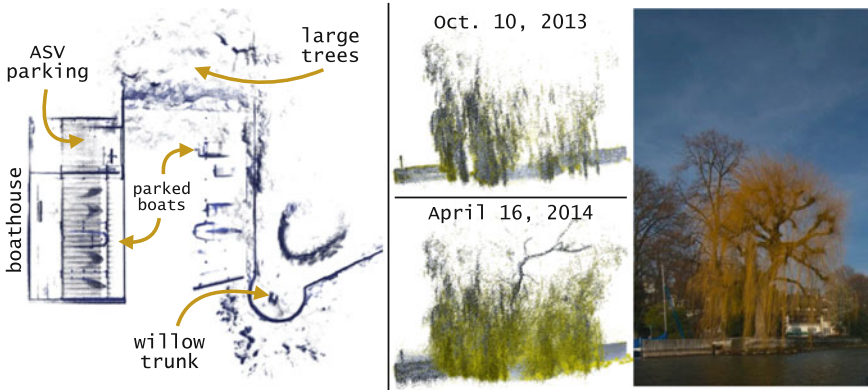 ASV
parking
large
trees
boathouse
parked
boats
willow
trunk
Oct. 10, 2013
April 16, 2014